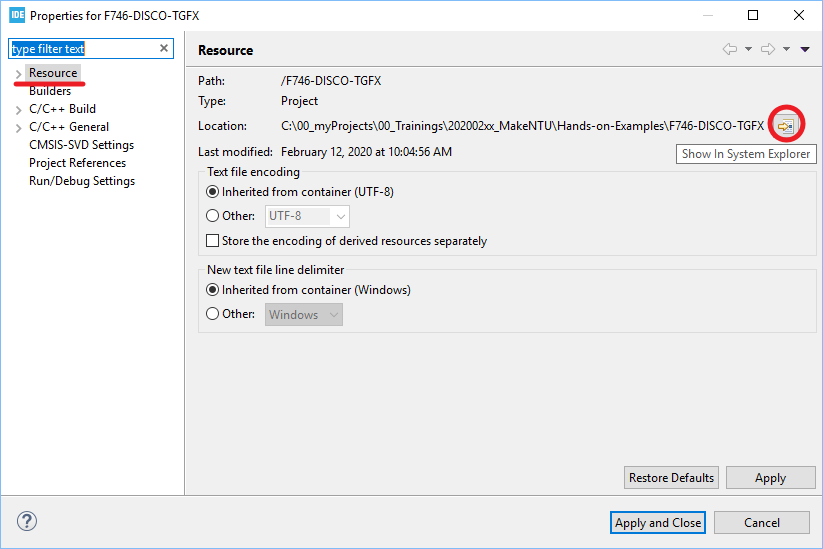 IDE Properties for F746-DISCO-TGFX
type filter text
Resource
Builders
C/C++ Build
C/C++ General
CMSIS-SVD Settings
Project References
Run/Debug Settings
Resource
Path: /F746-DISCO-TGFX
Type: Project
Location: C:\00_myProjects\00_Trainings\202002xx_MakeNTU\Hands-on-Examples\F746-DISCO-TGFX
Last modified: February 12, 2020 at 10:04:56 AM
Show In System Explorer
Text file encoding
Inherited from container (UTF-8)
Other: UTF-8
Store the encoding of derived resources separately
New text file line delimiter
Inherited from container (Windows)
Other: Windows
Restore Defaults Apply
? Apply and Close Cancel